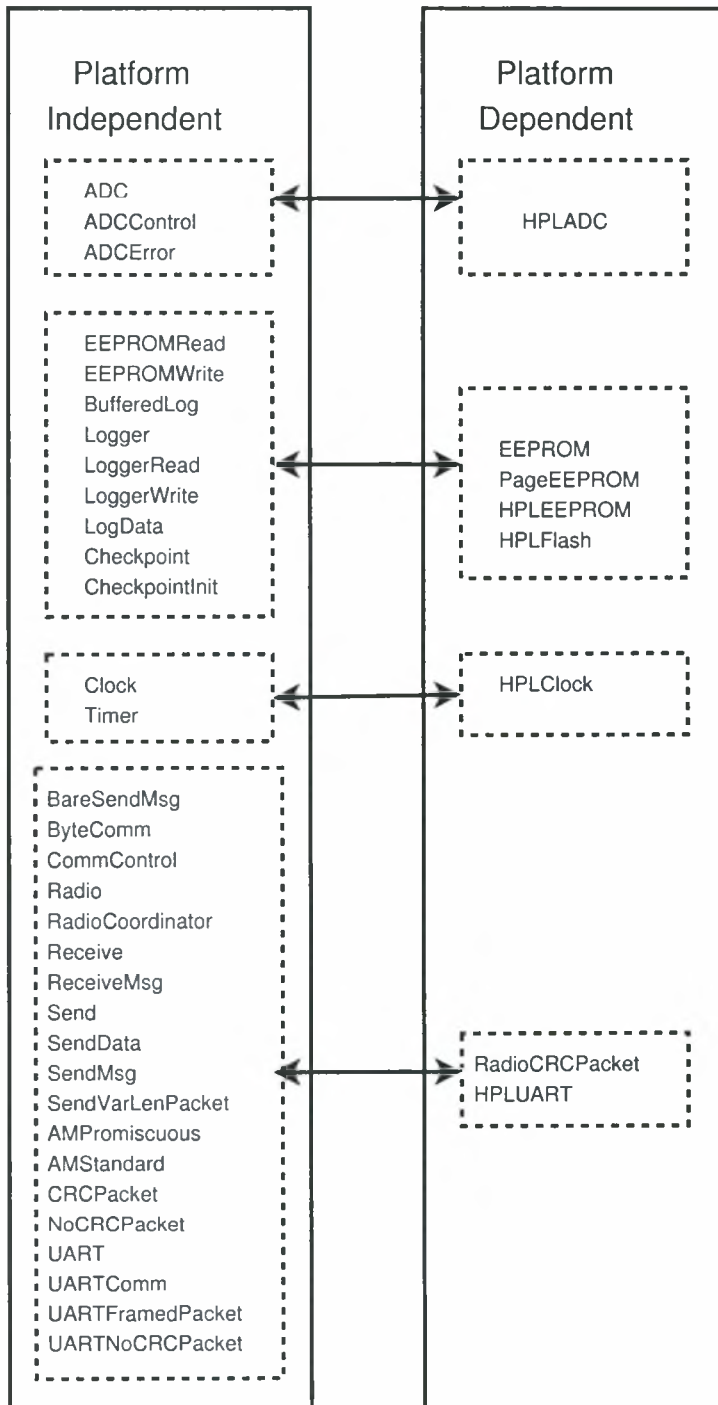 Platform
Independent
ADC
ADCControl
ADCError
EEPROMRead
EEPROMWrite
BufferedLog
Logger
LoggerRead
LoggerWrite
LogData
Checkpoint
CheckpointInit
Clock
Timer
BareSendMsg
ByteComm
CommControl
Radio
RadioCoordinator
Receive
ReceiveMsg
Send
SendData
SendMsg
SendVarLenPacket
AMPromiscuous
AMStandard
CRCPacket
NoCRCPacket
UART
UARTComm
UARTFramedPacket
UARTNoCRCPacket
Platform
Dependent
HPLADC
EEPROM
PageEEPROM
HPLEEPROM
HPLFlash
HPLClock
RadioCRCPacket
HPLUART